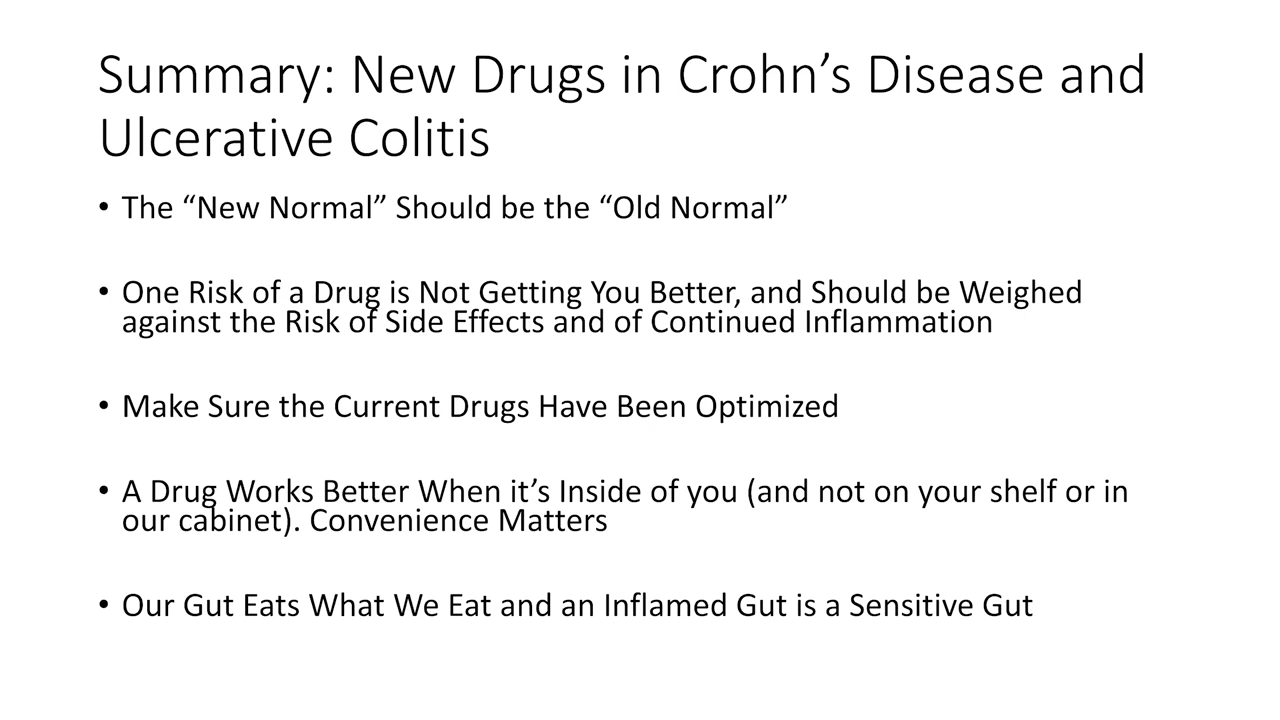 Summary: New Drugs in Crohn’s Disease and
Ulcerative Colitis
• The “New Normal” Should be the “Old Normal”
• One Risk of a Drug is Not Getting You Better, and Should be Weighed
against the Risk of Side Effects and of Continued Inflammation
• Make Sure the Current Drugs Have Been Optimized
• A Drug Works Better When it’s Inside of you (and not on your shelf or in
our cabinet). Convenience Matters
• Our Gut Eats What We Eat and an Inflamed Gut is a Sensitive Gut